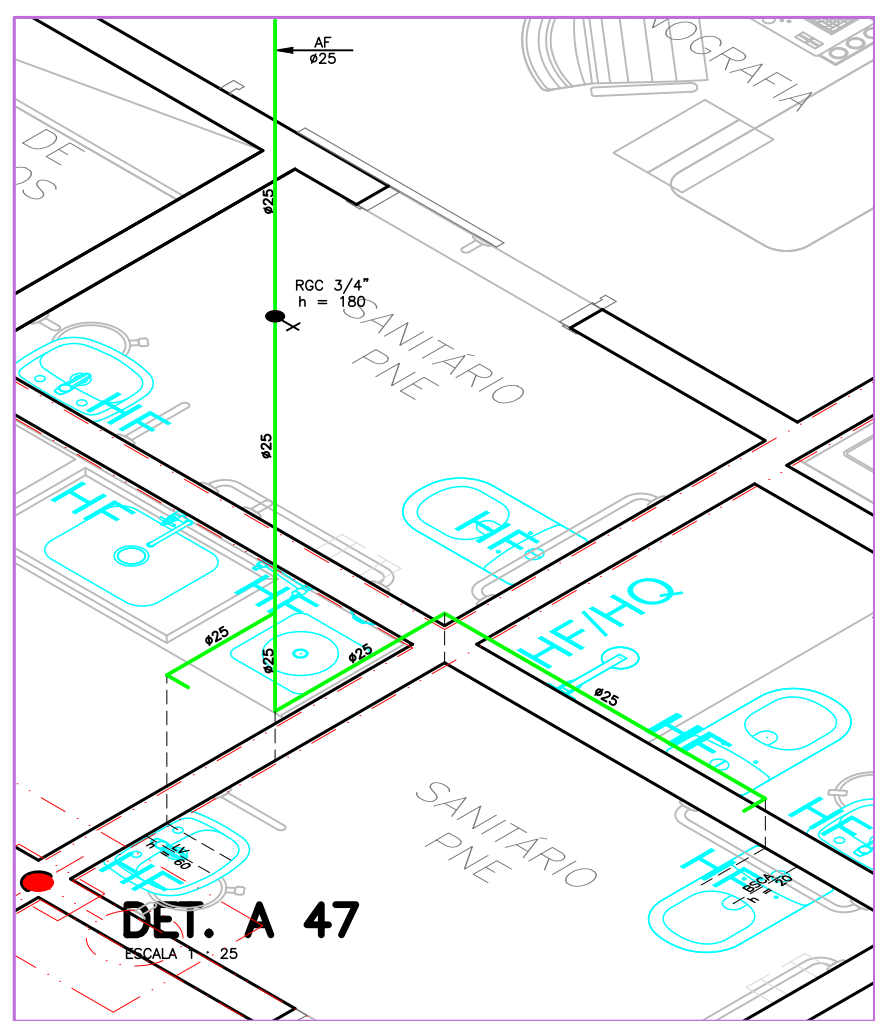 AF
ø25
NOGRAFIA
DE
OS
ø25
RGC 3/4"
h = 180
SANITÁRIO
PNE
HF
ø25
HF
HF
HF
HF/HQ
ø25
ø25
ø25
ø25
HF
SANITÁRIO
PNE
HF
LV
h = 60
HF
HF
BSCA
h = 20
DET. A 47
ESCALA 1 : 25